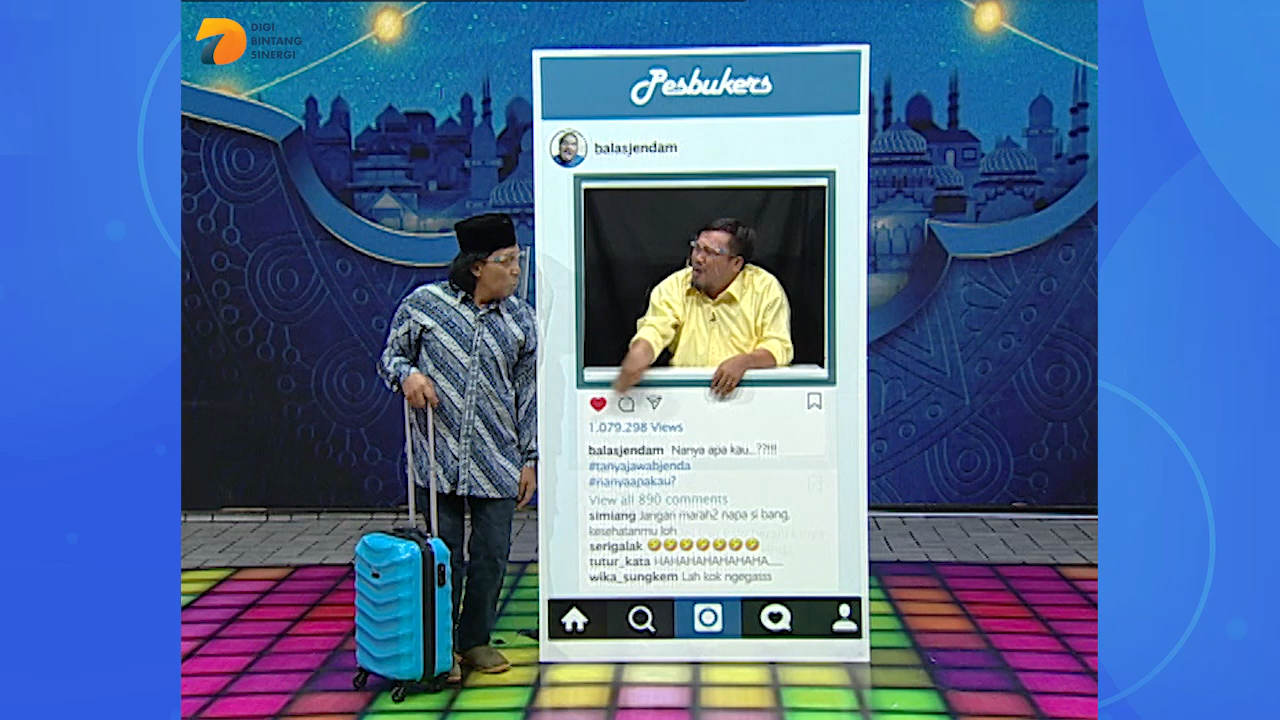 DIGI
BINTANG
SINERGI
Pesbukers
balasjendam
1.079.298 Views
balasjendam Nanya apa kau...??!!!
#tanyajawabjenda
#nanyaapakau?
View all 890 comments
simiang Jangan marah2 napa si bang,
kesehatanmu loh
serigalak 🤣🤣🤣🤣🤣🤣🤣
tutur_kata HAHAHAHAHAHAHA.....
wika_sungkem Lah kok ngegasss